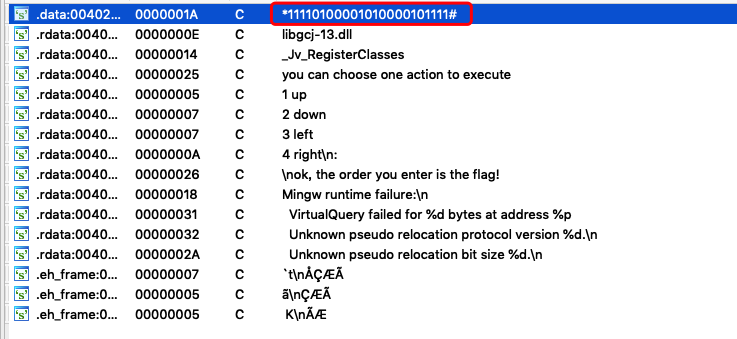 .data:00402... 0000001A C *11110100001010000101111#
.rdata:0040... 0000000E C libgcj-13.dll
.rdata:0040... 00000014 C _Jv_RegisterClasses
.rdata:0040... 00000025 C you can choose one action to execute
.rdata:0040... 00000005 C 1 up
.rdata:0040... 00000007 C 2 down
.rdata:0040... 00000007 C 3 left
.rdata:0040... 0000000A C 4 right\n:
.rdata:0040... 00000026 C \nok, the order you enter is the flag!
.rdata:0040... 00000018 C Mingw runtime failure:\n
.rdata:0040... 00000031 C VirtualQuery failed for %d bytes at address %p
.rdata:0040... 00000032 C Unknown pseudo relocation protocol version %d.\n
.rdata:0040... 0000002A C Unknown pseudo relocation bit size %d.\n
.eh_frame:0... 00000007 C `t\nÅÇÆÃ
.eh_frame:0... 00000005 C ã\nÇÆÃ
.eh_frame:0... 00000005 C K\nÃÆ